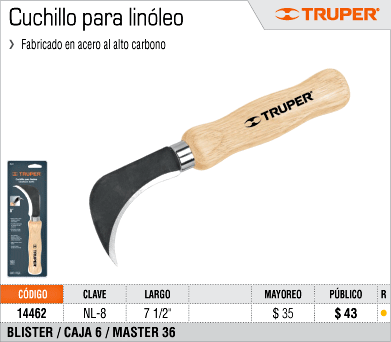 Cuchillo para linóleo
TRUPER®
❯ Fabricado en acero al alto carbono
TRUPER®
TRUPER
CÓDIGO CLAVE LARGO MAYOREO PÚBLICO R
14462 NL-8 7 1/2" $ 35 $ 43
BLISTER / CAJA 6 / MASTER 36